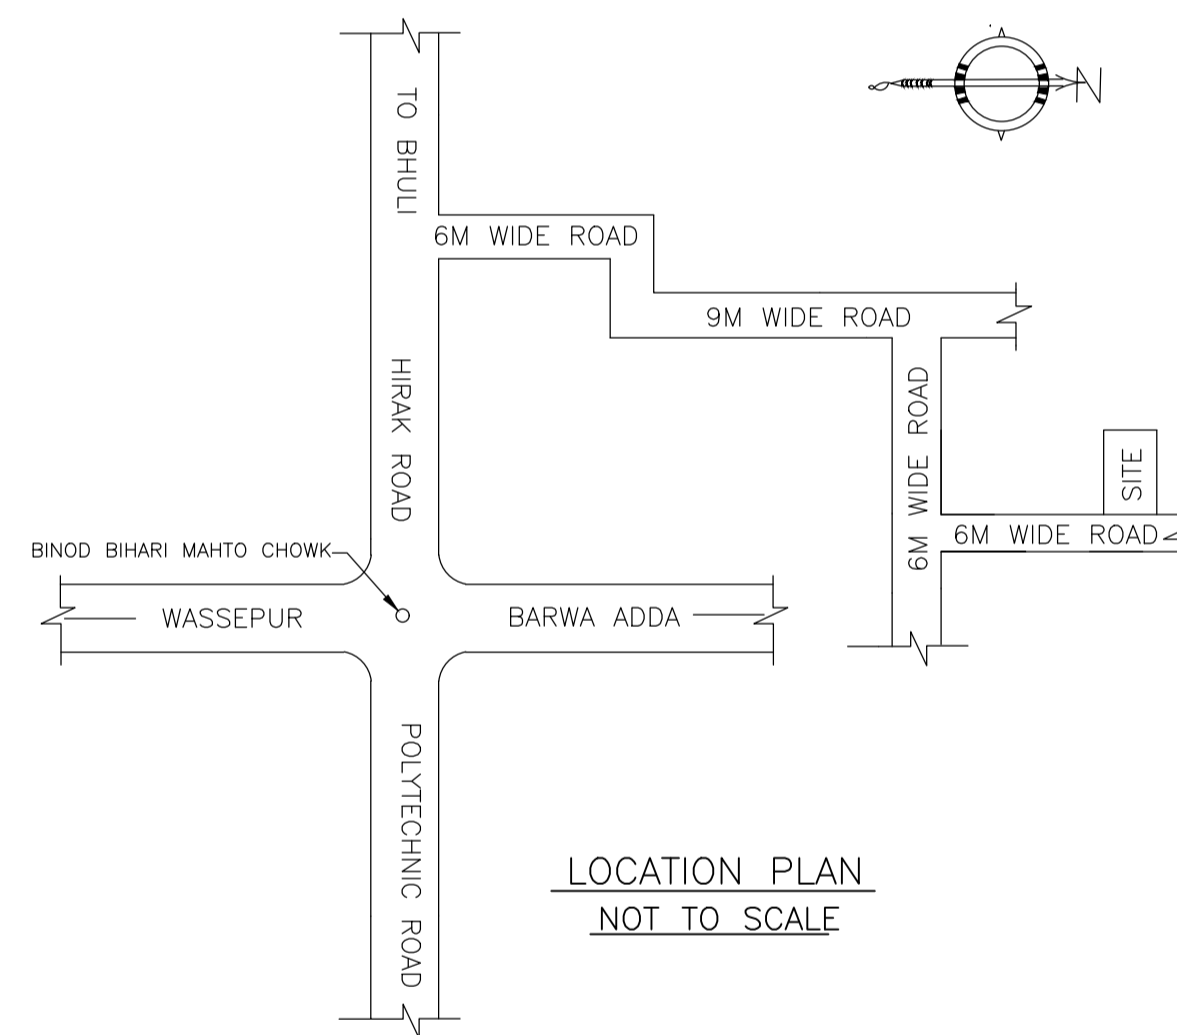 N
TO BHULI
6M WIDE ROAD
9M WIDE ROAD
HIRAK ROAD
6M WIDE ROAD
SITE
6M WIDE ROAD
BINOD BIHARI MAHTO CHOWK
WASSEPUR
BARWA ADDA
POLYTECHNIC ROAD
LOCATION PLAN
NOT TO SCALE